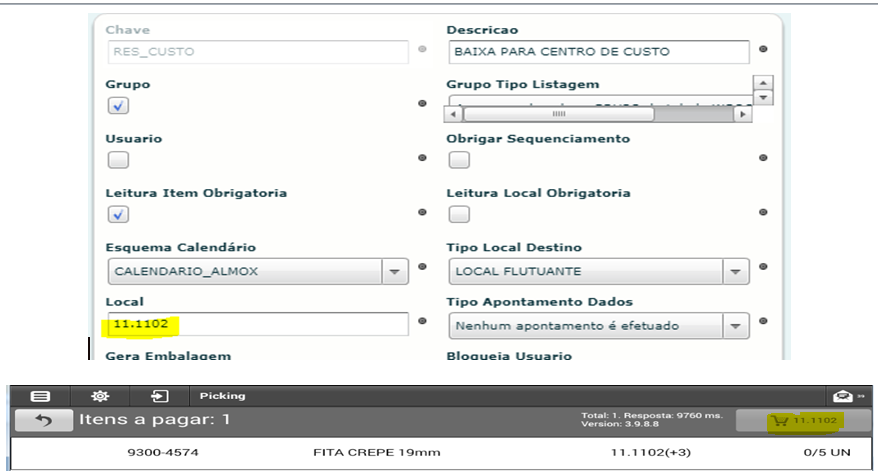 Chave
Descricao
RES_CUSTO
BAIXA PARA CENTRO DE CUSTO
Grupo
Grupo Tipo Listagem
Usuario
Obrigar Sequenciamento
Leitura Item Obrigatoria
Leitura Local Obrigatoria
Esquema Calendário
Tipo Local Destino
CALENDARIO_ALMOX
LOCAL FLUTUANTE
Local
Tipo Apontamento Dados
11.1102
Nenhum apontamento é efetuado
Gera Embalagem
Bloqueia Usuario
Picking
Itens a pagar: 1
Total: 1. Resposta: 9760 ms.
Version: 3.9.8.8
11.1102
9300-4574 FITA CREPE 19mm 11.1102(+3) 0/5 UN